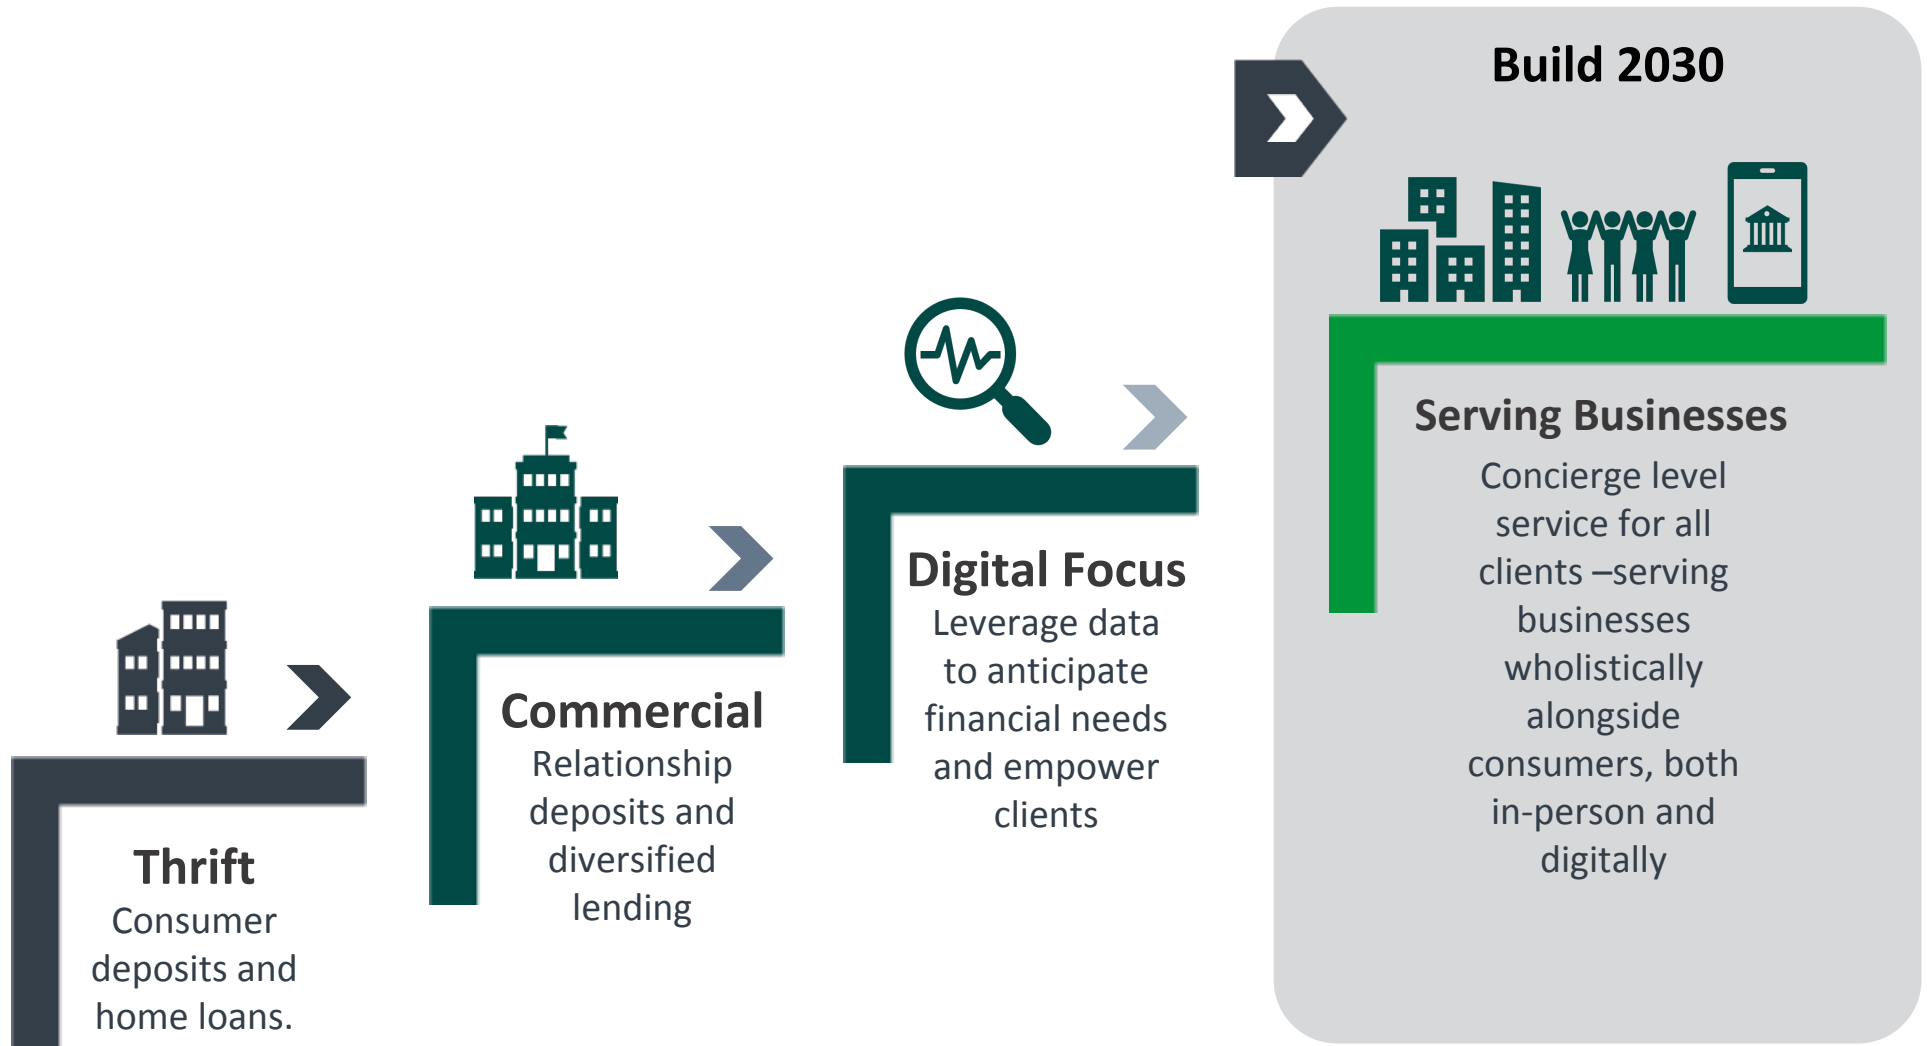 Build 2030
Serving Businesses
Concierge level
service for all
clients –serving
businesses
wholistically
alongside
consumers, both
in-person and
digitally
Digital Focus
Leverage data
to anticipate
financial needs
and empower
clients
Commercial
Relationship
deposits and
diversified
lending
Thrift
Consumer
deposits and
home loans.